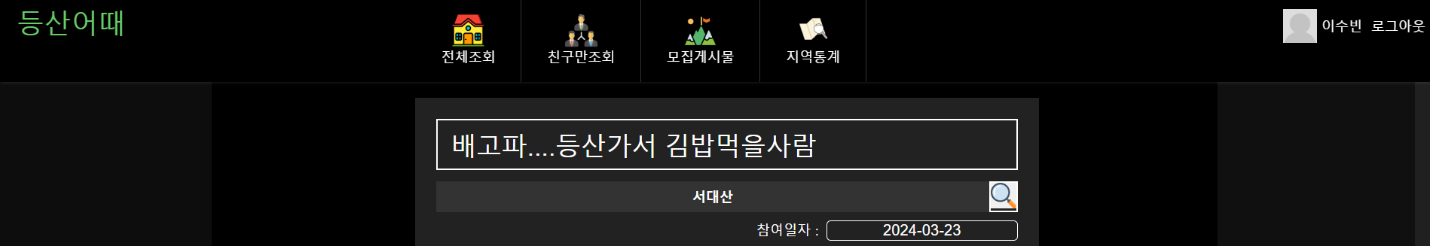 등산어때
전체조회 친구만조회 모집게시물 지역통계
이수빈 로그아웃
배고파....등산가서 김밥먹을사람
서대산
참여일자 : 2024-03-23